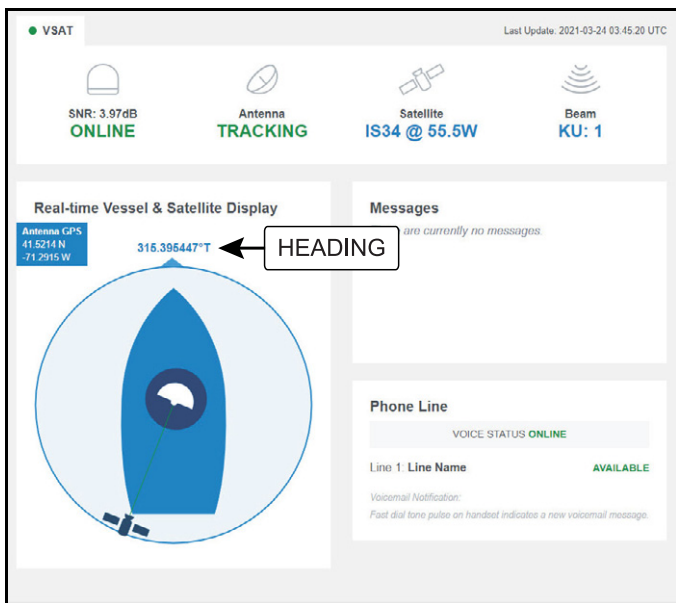 VSAT
Last Update: 2021-03-24 03:45:20 UTC
SNR: 3.97dB
ONLINE
Antenna
TRACKING
Satellite
IS34 @ 55.5W
Beam
KU: 1
Real-time Vessel & Satellite Display
Antenna GPS
41.5214 N
-71.2915 W
315.395447°T
HEADING
Messages
are currently no messages.
Phone Line
VOICE STATUS ONLINE
Line 1: Line Name
AVAILABLE
Voicemail Notification:
Fast dial tone pulse on handset indicates a new voicemail message.